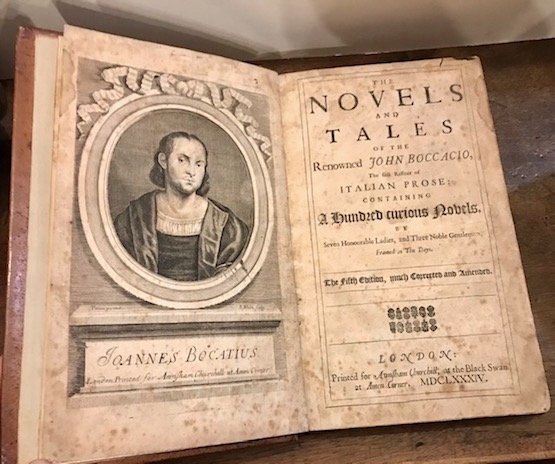 JOANNES BOCATIUS.
London Printed for Awnsham Churchill at Amen Corner
THE
NOVELS
AND
TALES
OF THE
Renowned JOHN BOCCACIO,
The first Refiner of
ITALIAN PROSE:
CONTAINING
A Hundred curious Novels,
BY
Seven Honourable Ladies, and Three Noble Gentlemen,
Framed in Ten Days.
The Fifth Edition, much Corrected and Amended.
LONDON:
Printed for Awnsham Churchill, at the Black Swan
at Amen Corner, MDCLXXXIV.